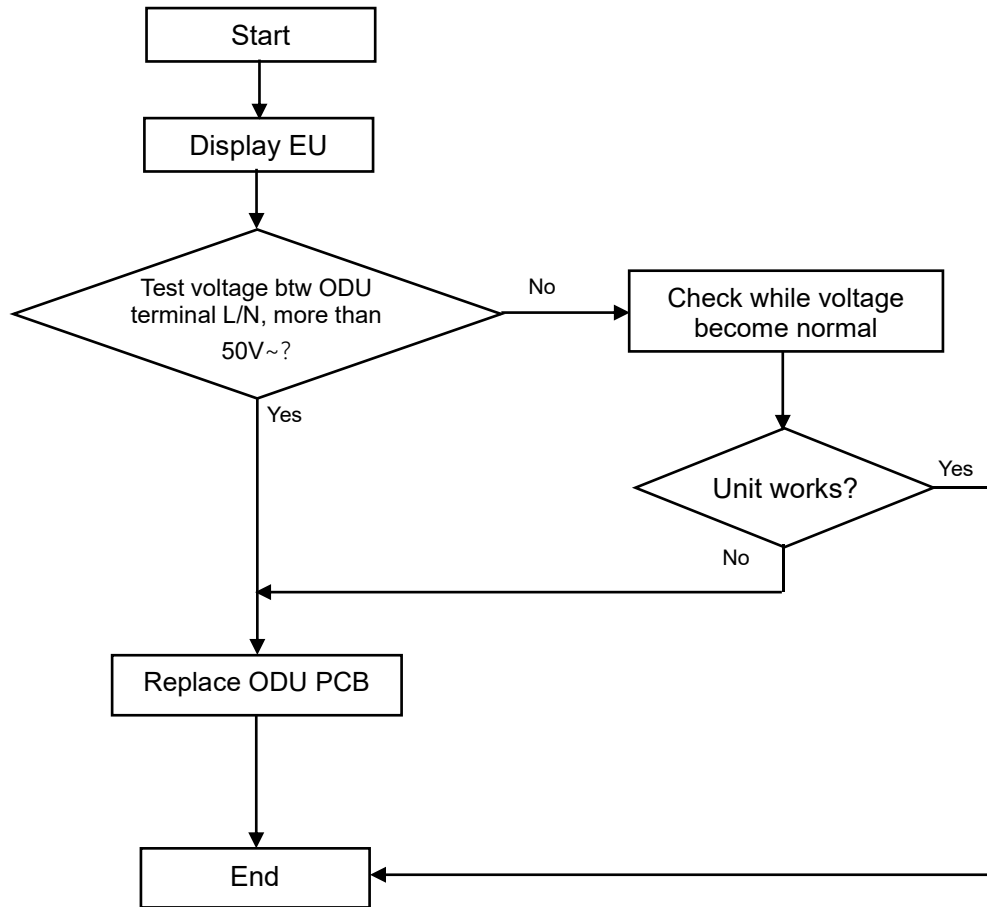 Start
Display EU
Test voltage btw ODU
terminal L/N, more than
50V~?
No
Check while voltage
become normal
Yes
Unit works?
Yes
No
Replace ODU PCB
End